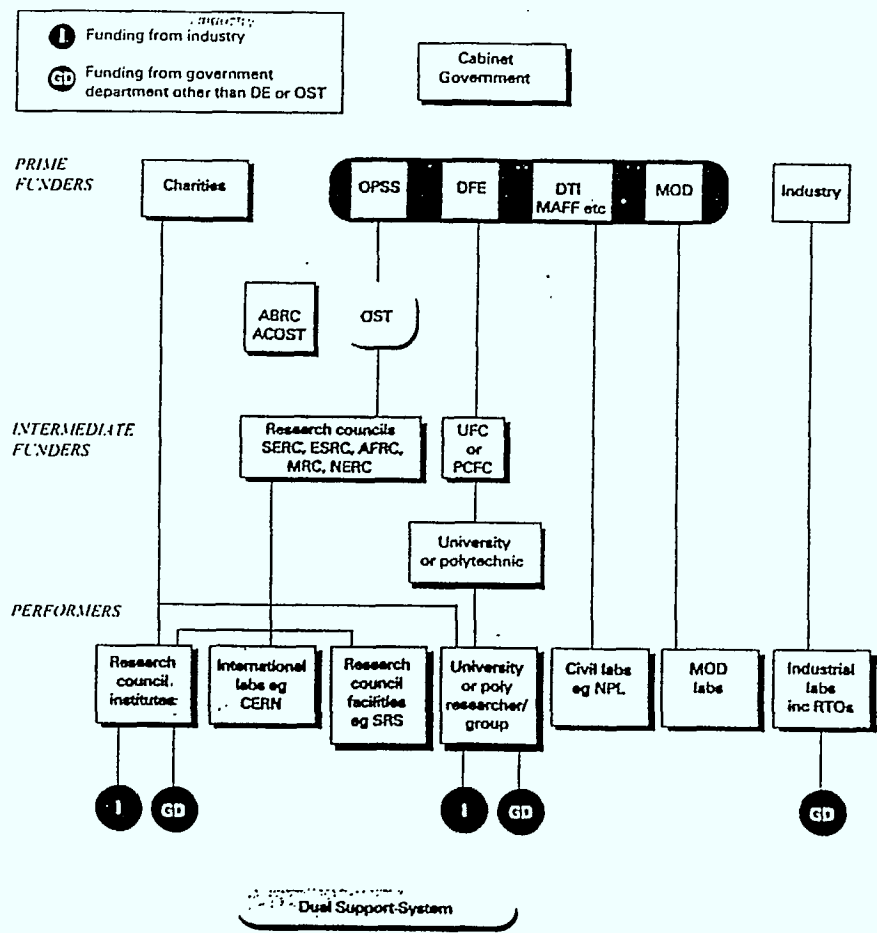 I Funding from industry
GD Funding from government
department other than DE or OST
Cabinet
Government
PRIME
FUNDERS
Charities
OPSS
DFE
DTI
MAFF etc
MOD
Industry
ABRC
ACOST
OST
INTERMEDIATE
FUNDERS
Research councils
SERC, ESRC, AFRC,
MRC, NERC
UFC
or
PCFC
University
or polytechnic
PERFORMERS
Research
council
institutes
International
labs eg
CERN
Research
council
facilities
eg SRS
University
or poly
researcher/
group
Civil labs
eg NPL
MOD
labs
Industrial
labs
inc RTOs
I
GD
I
GD
GD
Dual Support System